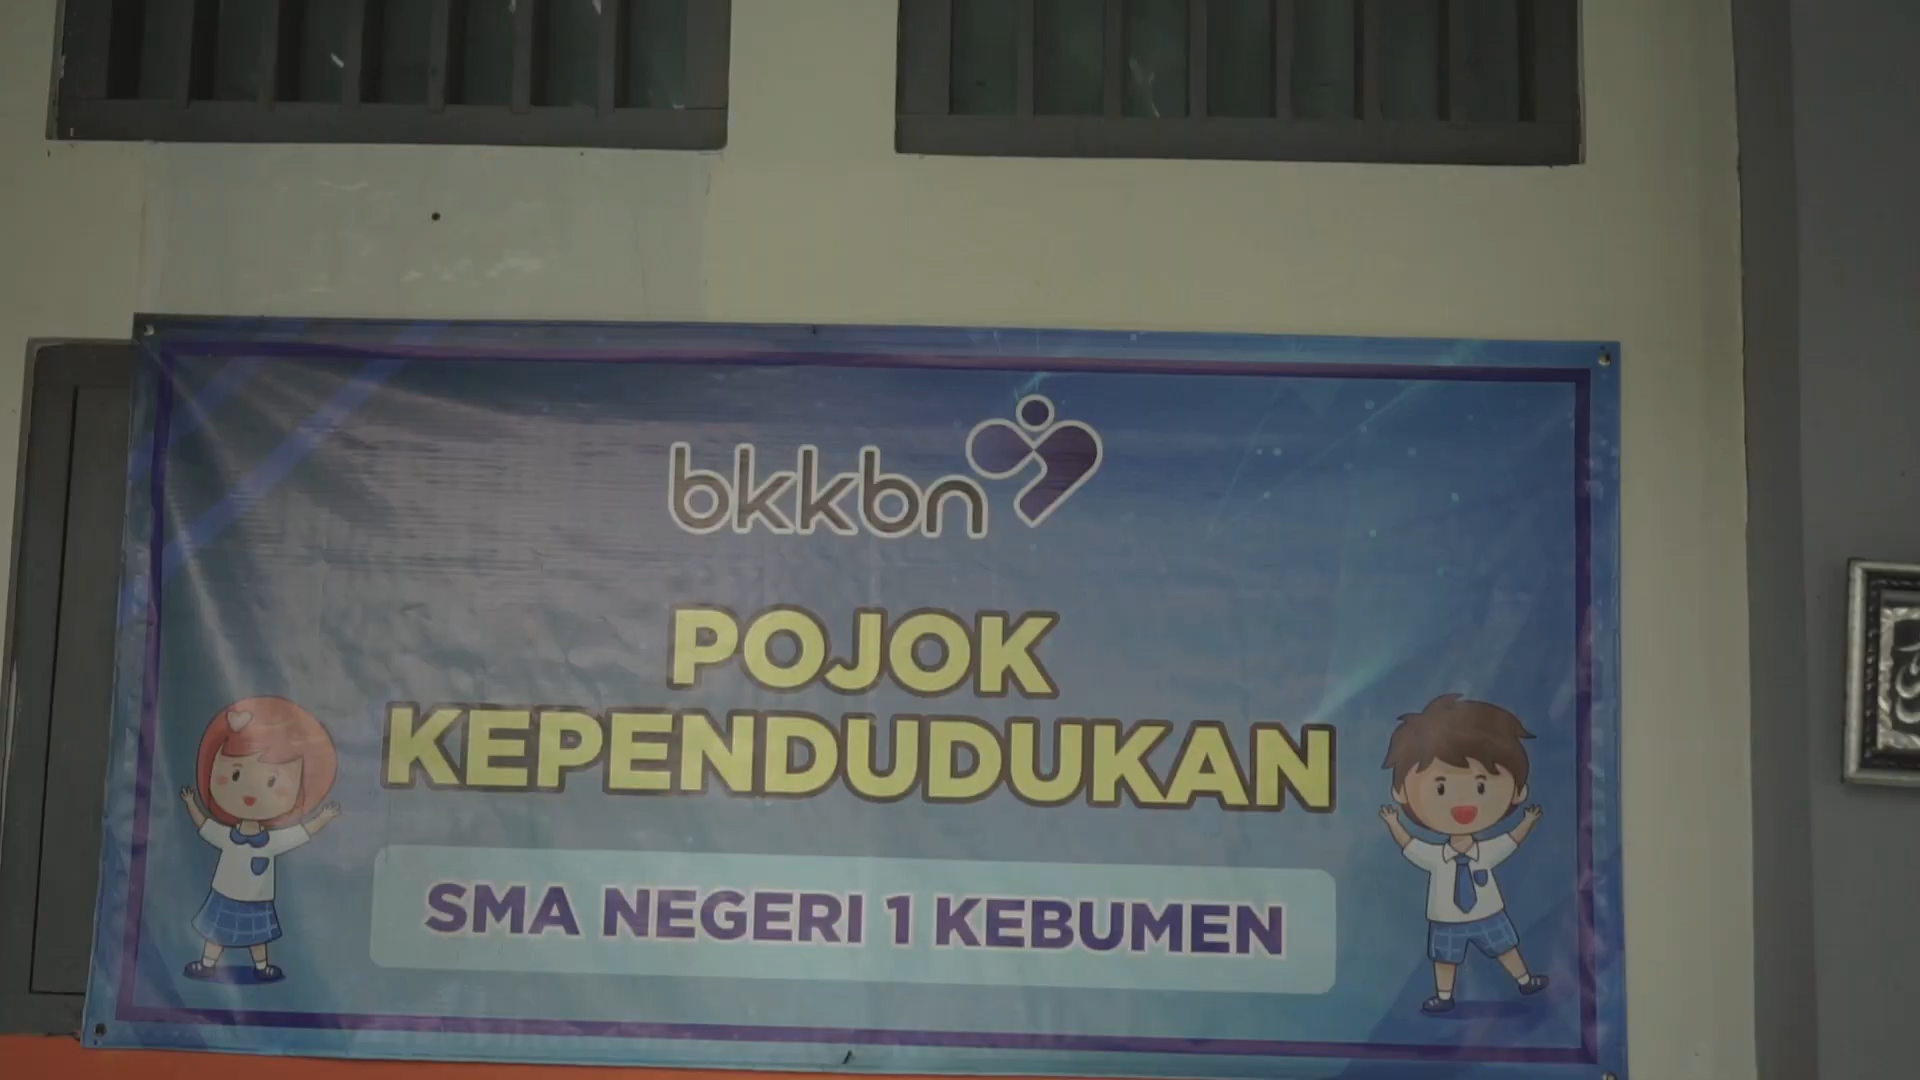 bkkbn
POJOK
KEPENDUDUKAN
SMA NEGERI 1 KEBUMEN